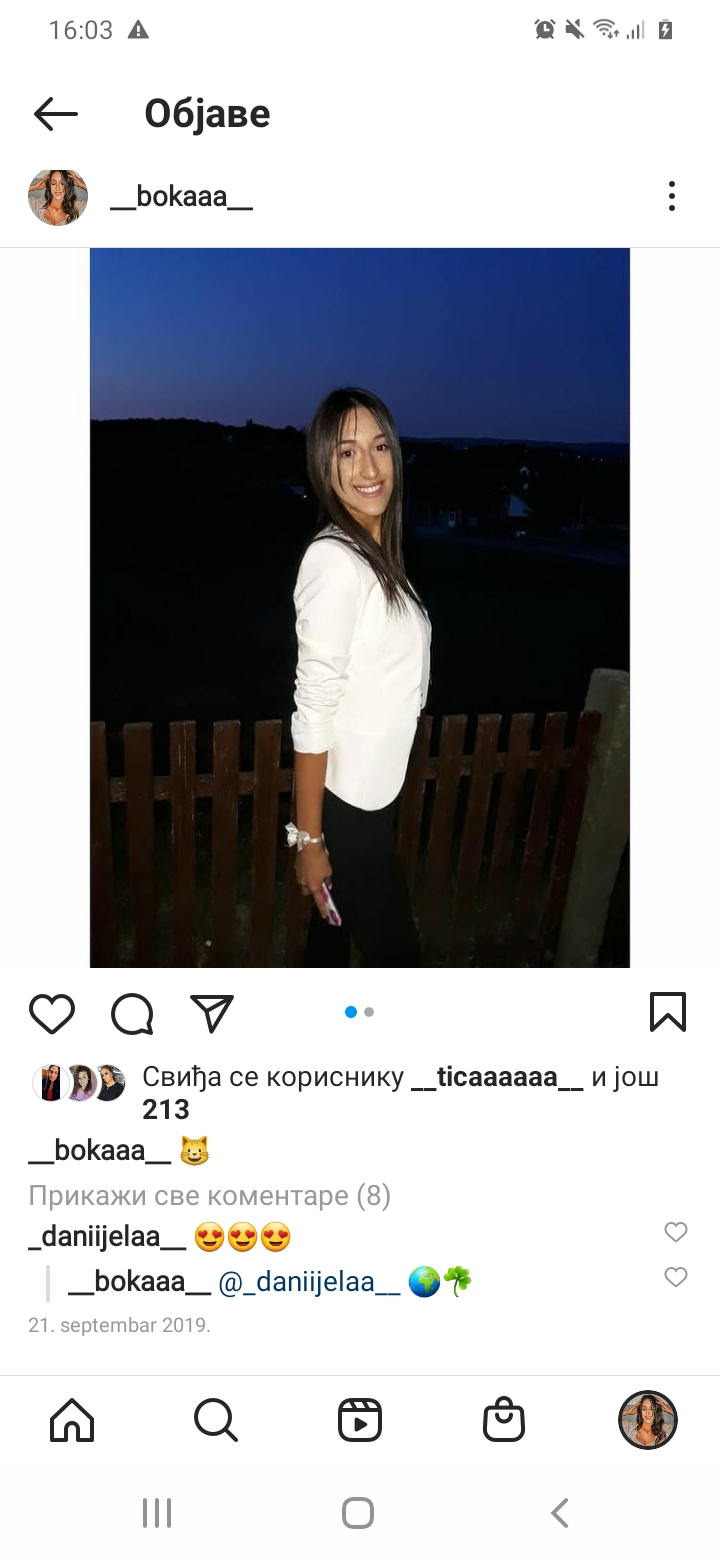 16:03
Објаве
__bokaaa__
Свиђа се кориснику __ticaaaaaa__ и још
213
__bokaaa__ 😺
Прикажи све коментаре (8)
_daniijelaa__ 😍😍😍
__bokaaa__ @_daniijelaa__ 🌍☘️
21. septembar 2019.